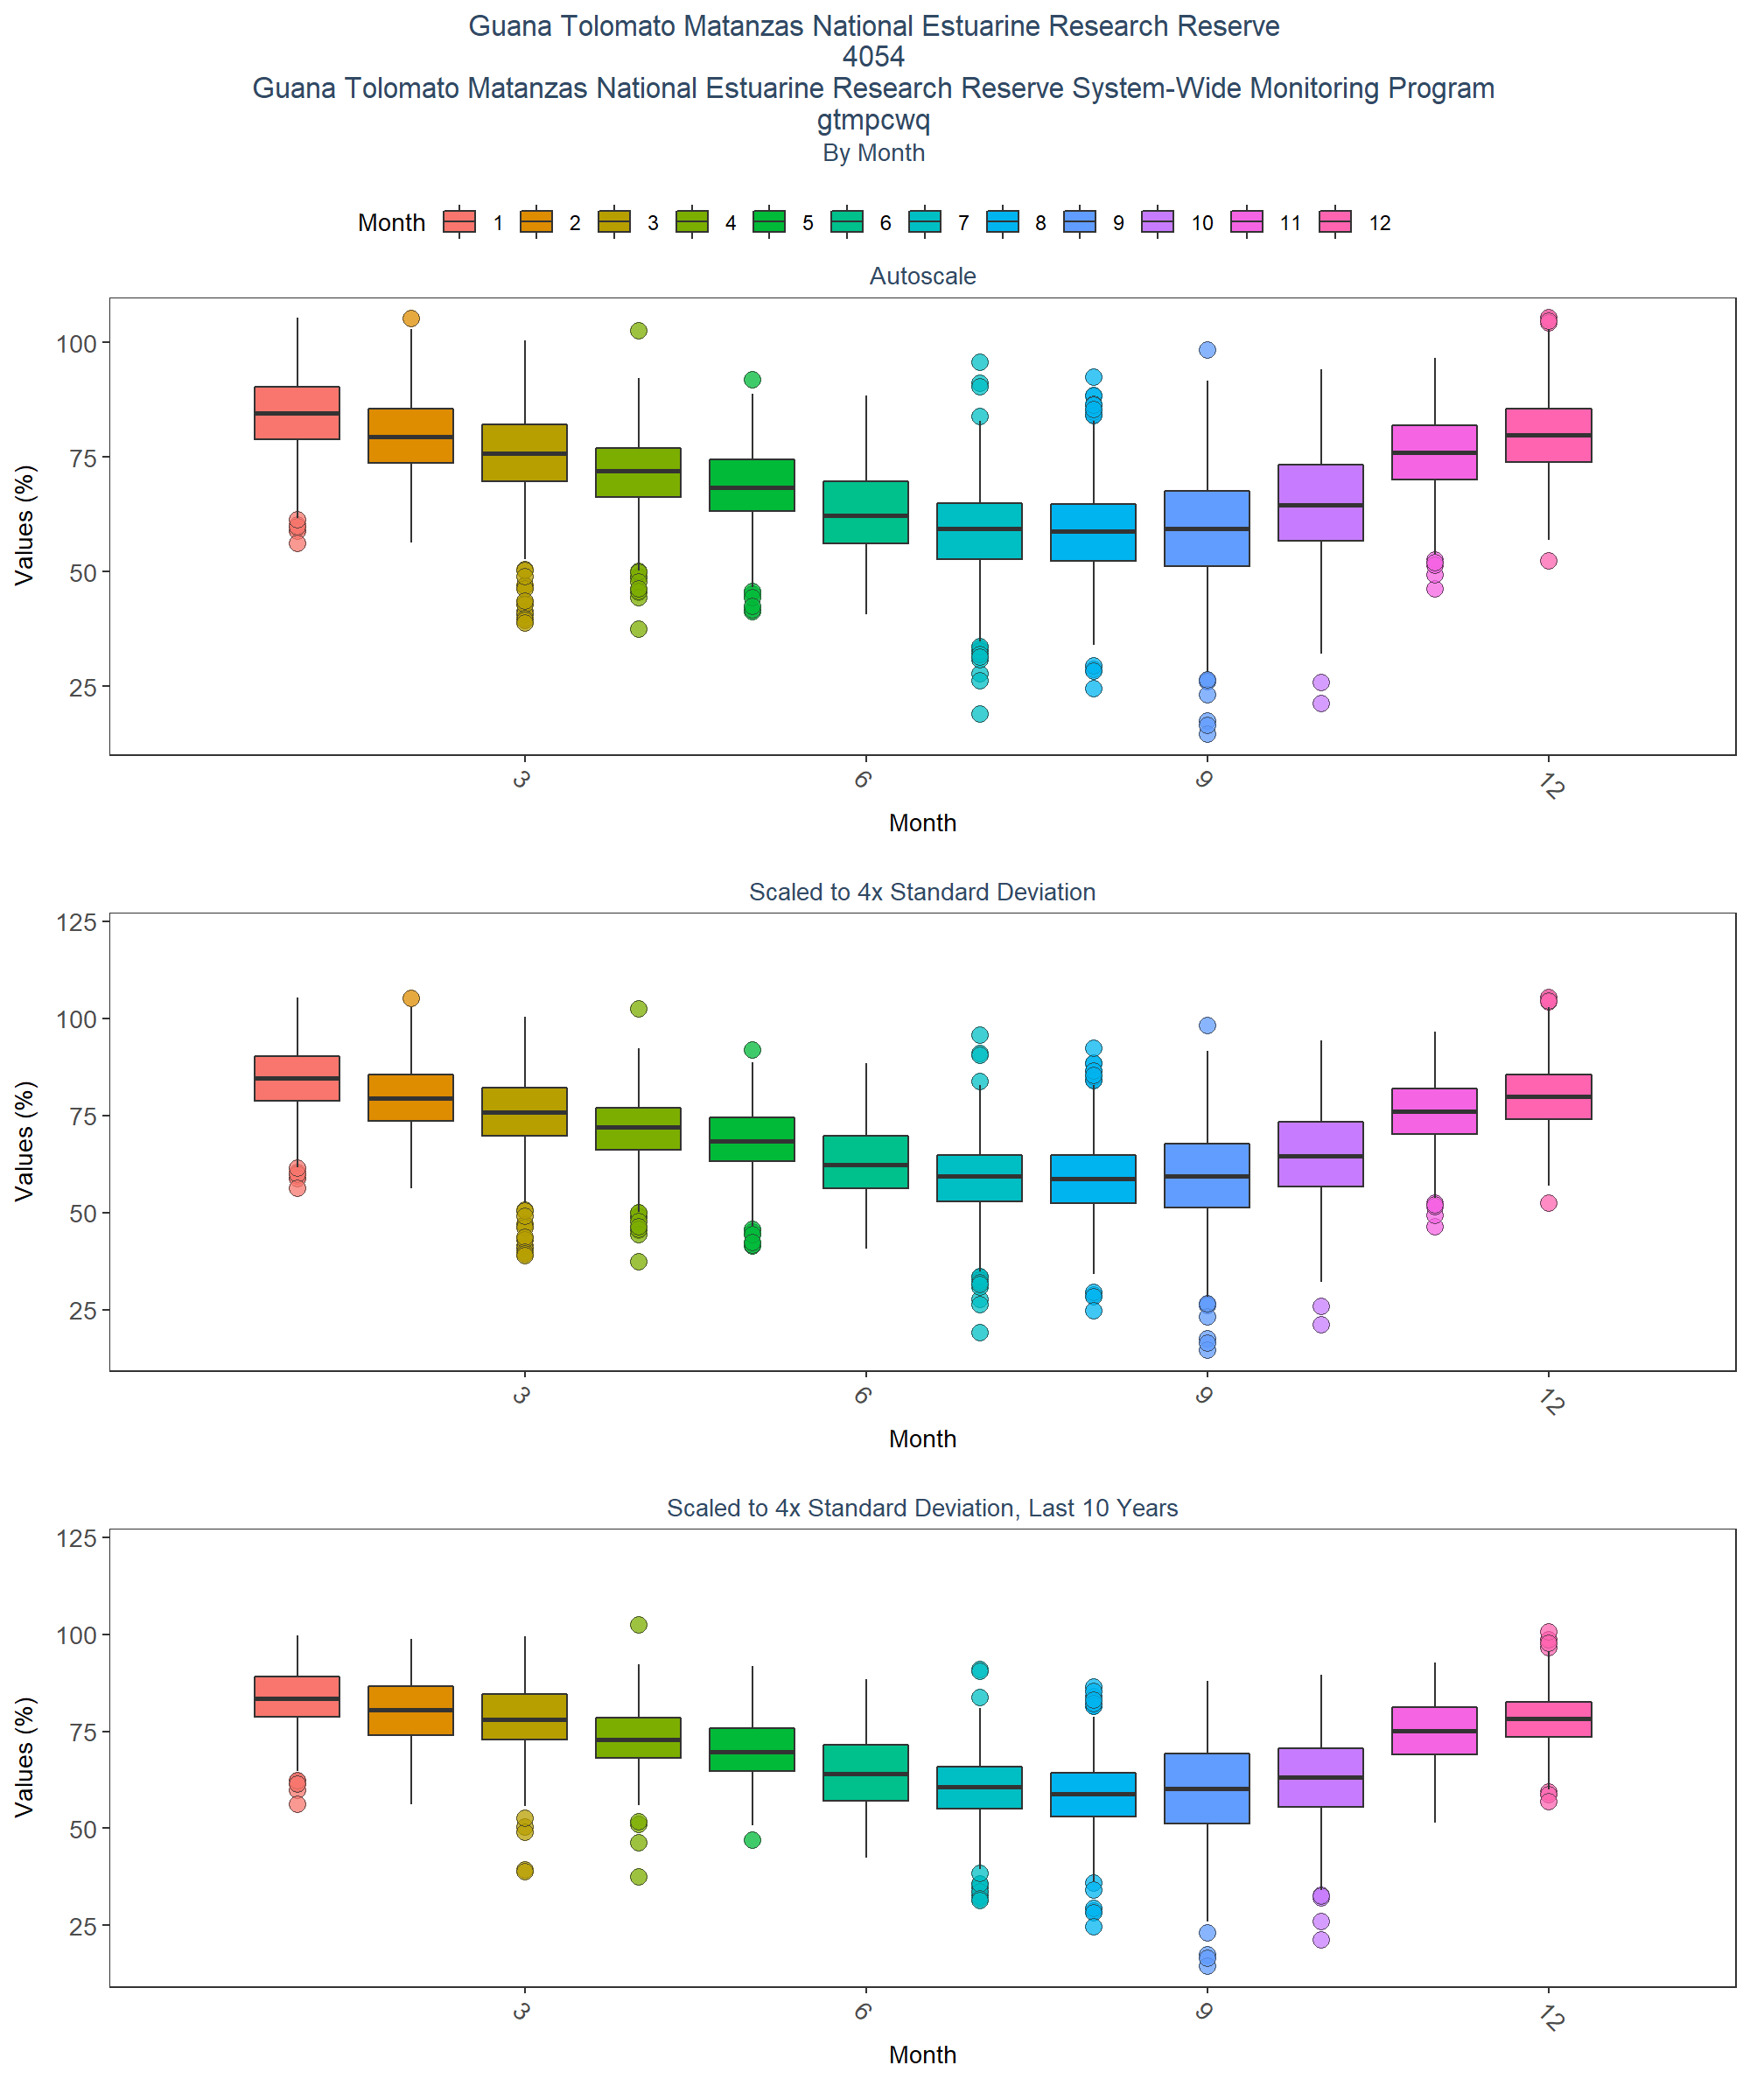 Guana Tolomato Matanzas National Estuarine Research Reserve
4054
Guana Tolomato Matanzas National Estuarine Research Reserve System-Wide Monitoring Program
gtmpcwq
By Month
Month 1 2 3 4 5 6 7 8 9 10 11 12
Autoscale
100
75
50
25
Values (%)
3 6 9 12
Month
Scaled to 4x Standard Deviation
125
100
75
50
25
Values (%)
3 6 9 12
Month
Scaled to 4x Standard Deviation, Last 10 Years
125
100
75
50
25
Values (%)
3 6 9 12
Month